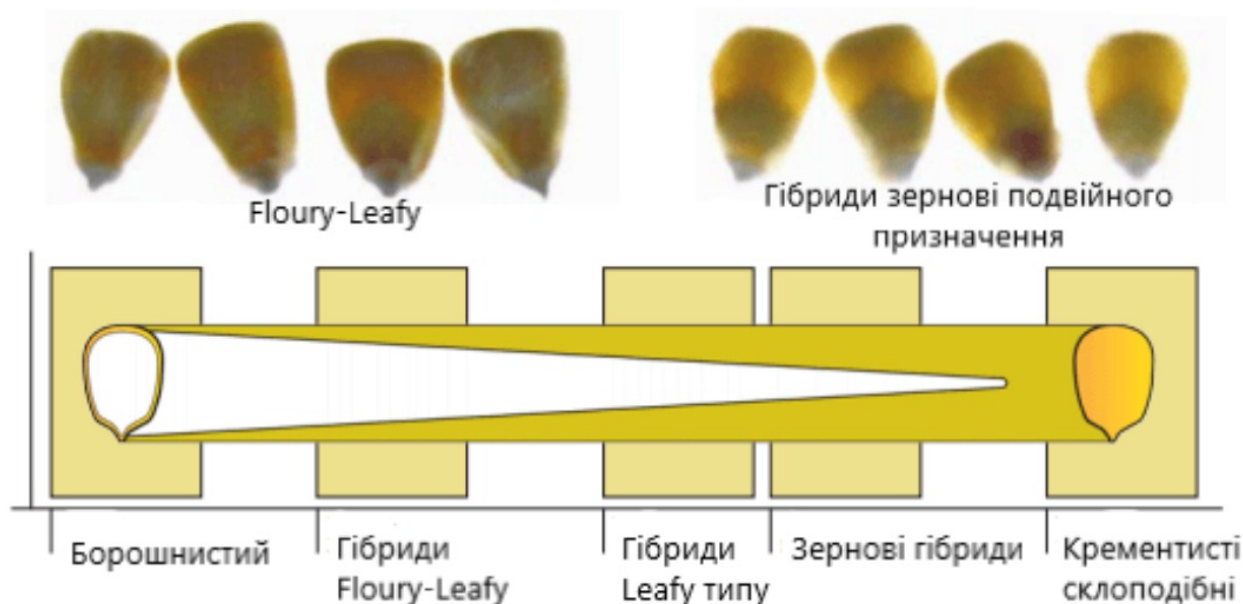 Floury-Leafy
Гібриди зернові подвійного
призначення
Борошнистий
Гібриди
Floury-Leafy
Гібриди
Leafy типу
Зернові гібриди
Крементисті
склоподібні